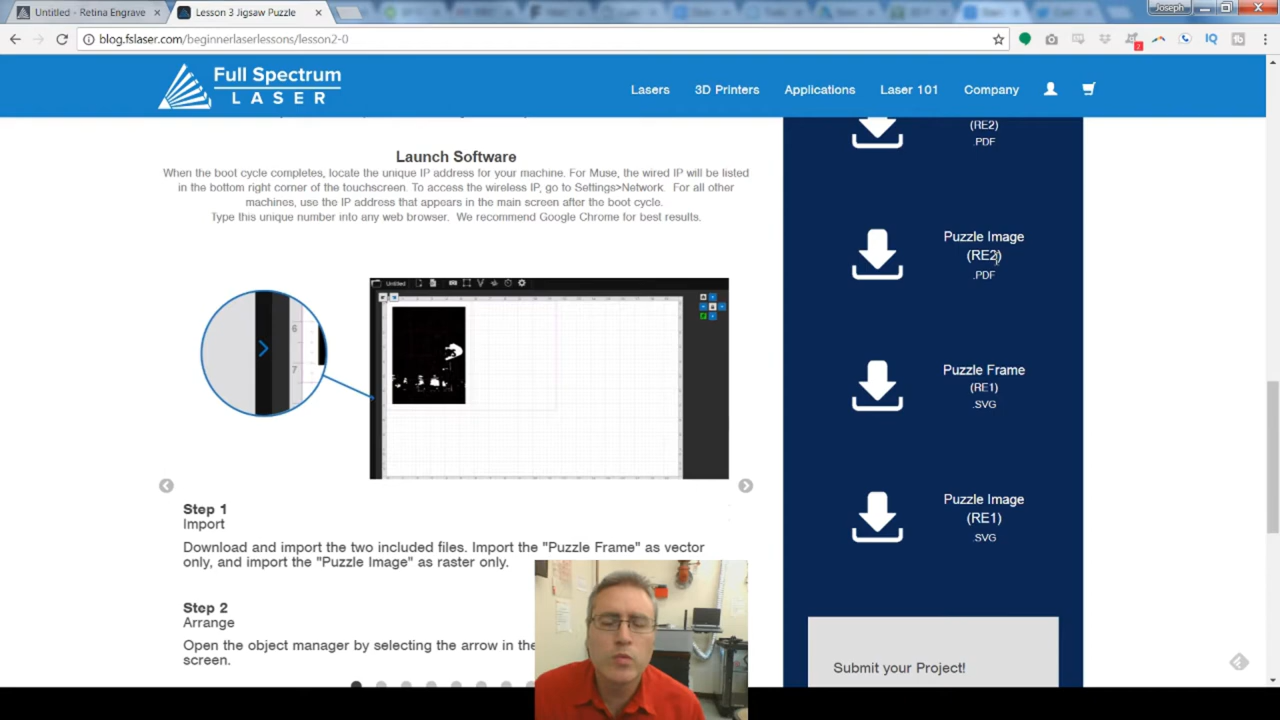 Untitled - Retina Engrave
Lesson 3 Jigsaw Puzzle
Joseph
blog.fslaser.com/beginnerlaserlessons/lesson2-0
2
IQ
Full Spectrum
LASER
Lasers
3D Printers
Applications
Laser 101
Company
Launch Software
When the boot cycle completes, locate the unique IP address for your machine. For Muse, the wired IP will be listed
in the bottom right corner of the touchscreen. To access the wireless IP, go to Settings>Network. For all other
machines, use the IP address that appears in the main screen after the boot cycle.
Type this unique number into any web browser. We recommend Google Chrome for best results.
Untitled
6
7
Step 1
Import
Download and import the two included files. Import the "Puzzle Frame" as vector
only, and import the "Puzzle Image" as raster only.
Step 2
Arrange
Open the object manager by selecting the arrow in the
screen.
(RE2)
.PDF
Puzzle Image
(RE2)
.PDF
Puzzle Frame
(RE1)
.SVG
Puzzle Image
(RE1)
.SVG
Submit your Project!